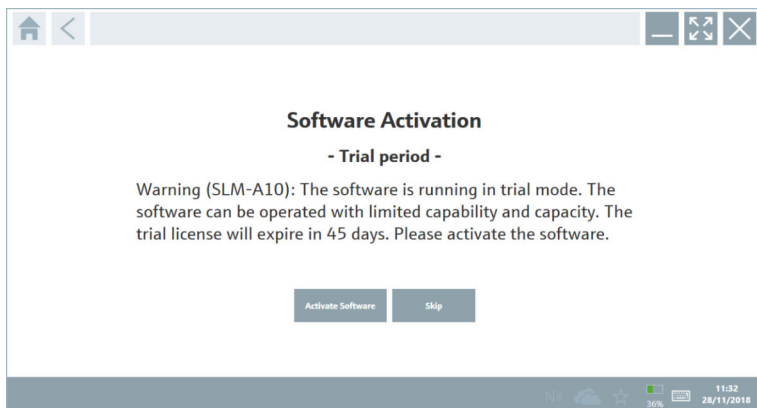 Software Activation
- Trial period -
Warning (SLM-A10): The software is running in trial mode. The
software can be operated with limited capability and capacity. The
trial license will expire in 45 days. Please activate the software.
Activate Software Skip
11:32
36% 28/11/2018